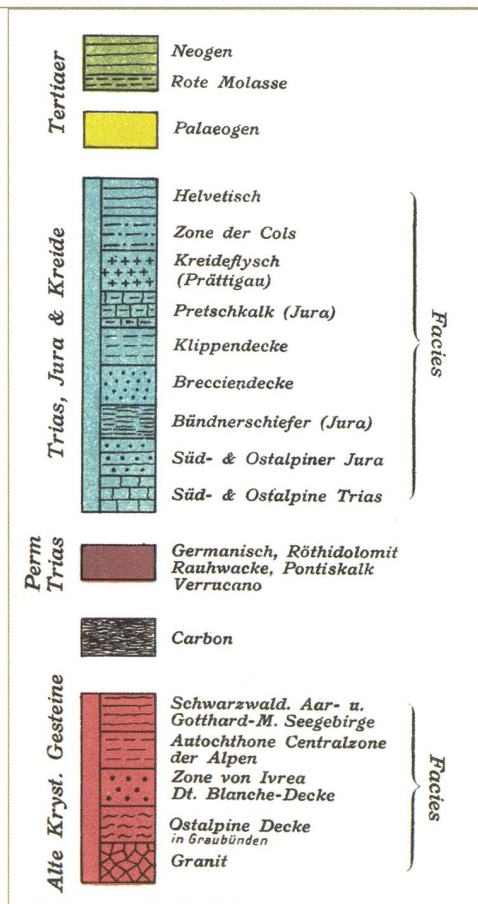 Tertiaer
Neogen
Rote Molasse
Palaeogen
Trias, Jura & Kreide
Helvetisch
Zone der Cols
Kreideflysch
(Prättigau)
Pretschkalk (Jura)
Klippendecke
Brecciendecke
Bündnerschiefer (Jura)
Süd- & Ostalpiner Jura
Süd- & Ostalpine Trias
Facies
Perm
Trias
Germanisch, Röthidolomit
Rauhwacke, Pontiskalk
Verrucano
Carbon
Alte Kryst. Gesteine
Schwarzwald. Aar- u.
Gotthard-M. Seegebirge
Autochthone Centralzone
der Alpen
Zone von Ivrea
Dt. Blanche-Decke
Ostalpine Decke
in Graubünden
Granit
Facies